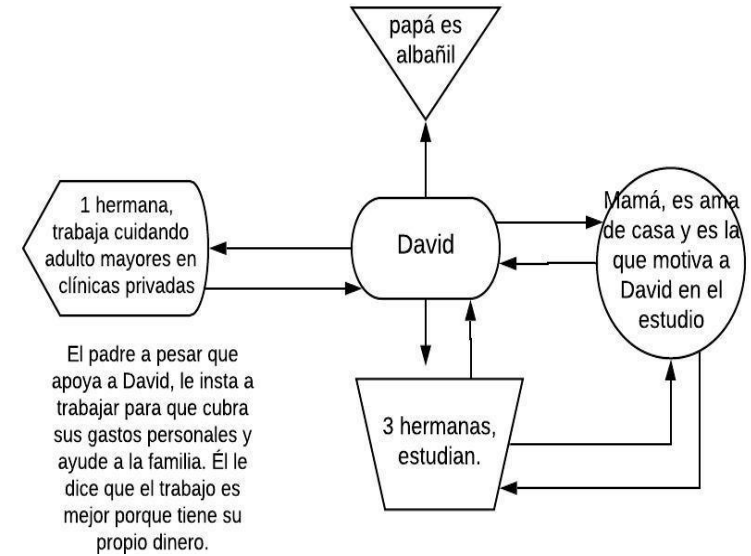 papá es
albañil
1 hermana,
trabaja cuidando
adulto mayores en
clínicas privadas
David
Mamá, es ama
de casa y es la
que motiva a
David en el
estudio
El padre a pesar que
apoya a David, le insta a
trabajar para que cubra
sus gastos personales y
ayude a la familia. Él le
dice que el trabajo es
mejor porque tiene su
propio dinero.
3 hermanas,
estudian.